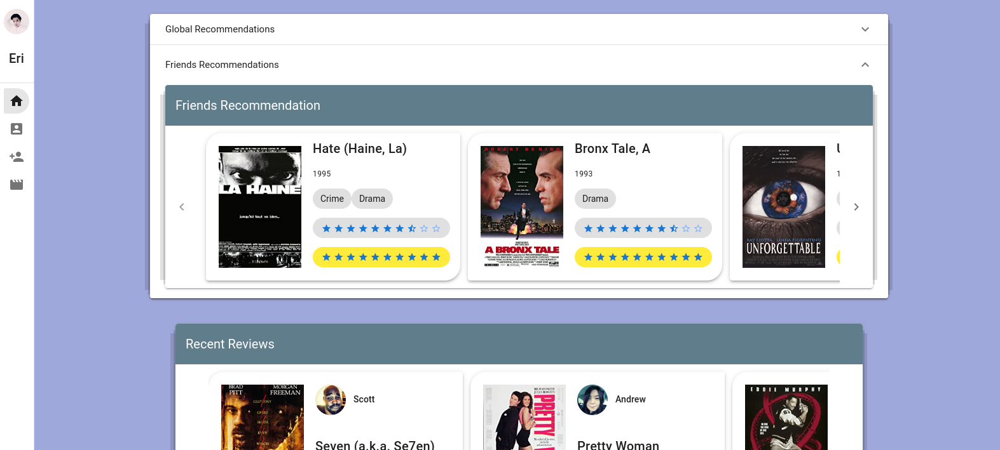 Eri
Global Recommendations
Friends Recommendations
Friends Recommendation
Hate (Haine, La)
1995
Crime
Drama
LA HAINE
jusqu'ici tout va bien...
Bronx Tale, A
1993
Drama
ROBERT DE NIRO
A BRONX TALE
RAY LIOTTA LINDA FIORENTINO
UNFORGETTABLE
Recent Reviews
BRAD PITT
MORGAN FREEMAN
GLUTTONY
GREED
SLOTH
ENVY
WRATH
Scott
Seven (a.k.a. Se7en)
RICHARD GERE
JULIA ROBERTS
PRETTY
Andrew
Pretty Woman
EDDIE MURPHY